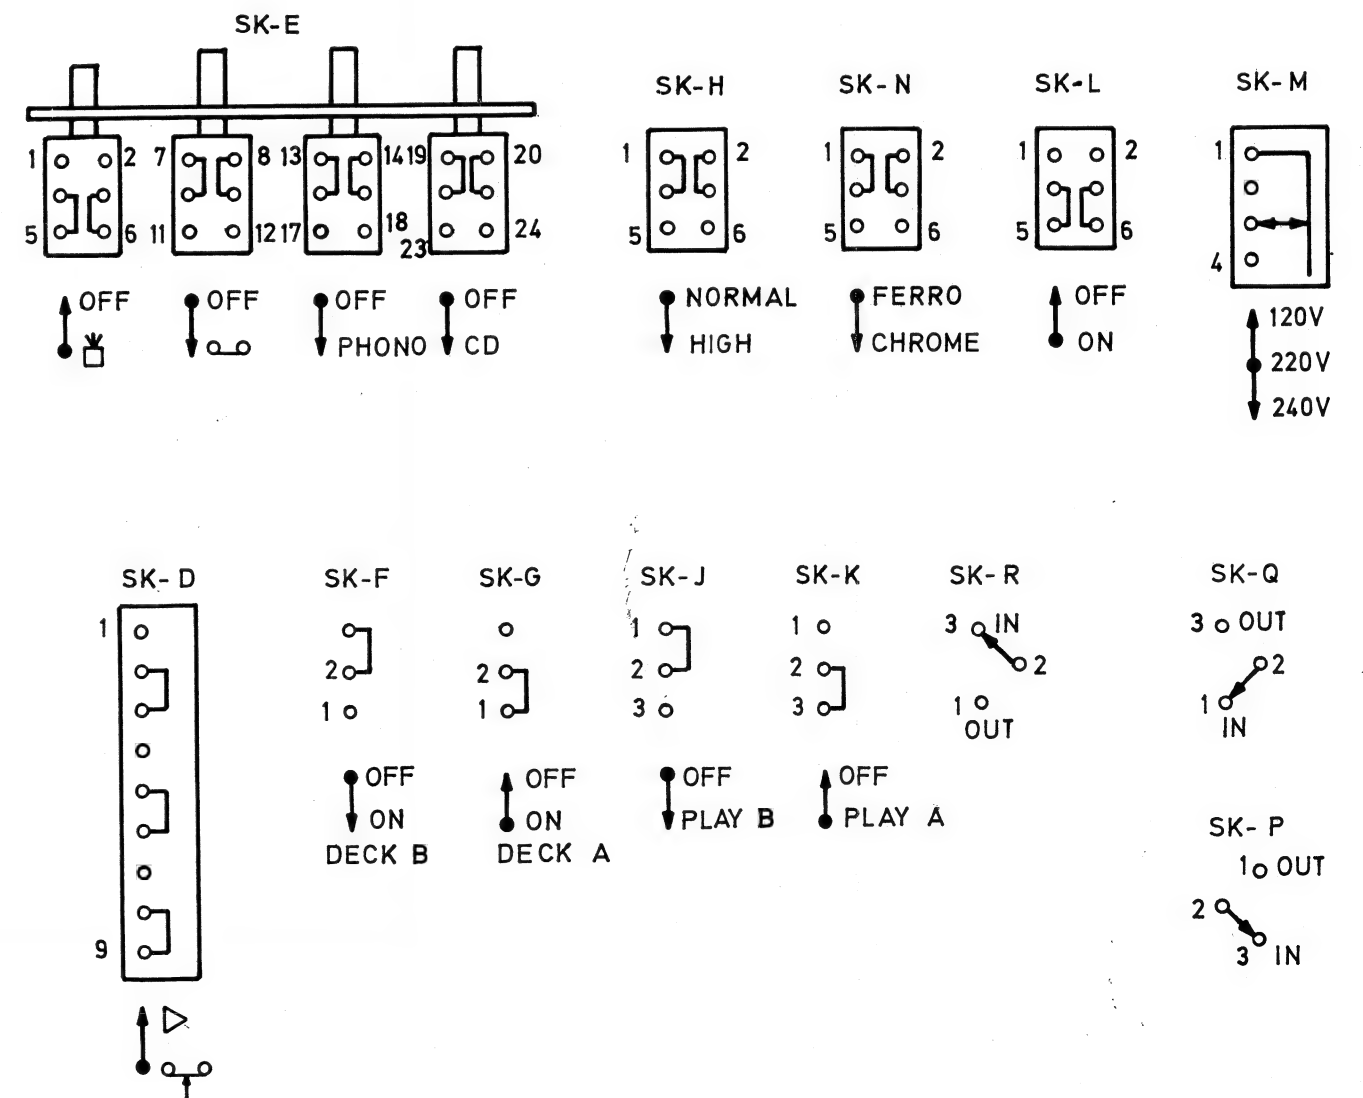 SK-E
SK-H SK-N SK-L SK-M
1 2 7 8 13 14 19 20 1 2 1 2 1 2 1
5 6 11 12 17 18 23 24 5 6 5 6 5 6 4
OFF OFF OFF OFF NORMAL FERRO OFF 120V
PHONO CD HIGH CHROME ON 220V
240V
SK-D SK-F SK-G SK-J SK-K SK-R SK-Q
1 1 1 3 IN 3 OUT
2 2 2 2 2 2
1 1 3 3 1 1
OUT IN
OFF OFF OFF OFF
ON ON PLAY B PLAY A
DECK B DECK A
SK-P
1 OUT
2
9 3 IN